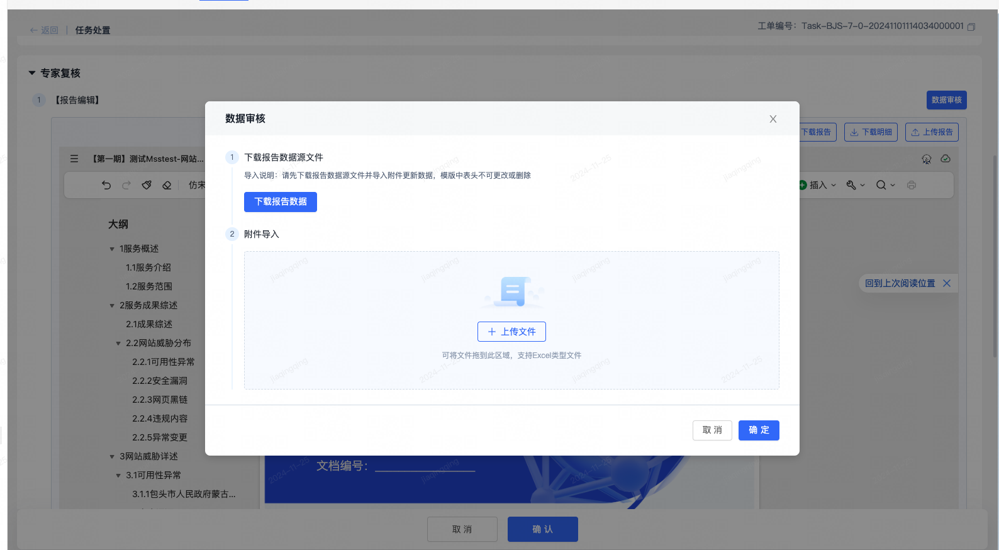 返回 | 任务处置
工单编号：Task-BJS-7-0-20241101114034000001
专家复核
1 【报告编辑】
数据审核
下载报告 下载明细 上传报告
【第一期】测试Msstest-网站...
仿宋
插入
大纲
1服务概述
1.1服务介绍
1.2服务范围
2服务成果综述
2.1成果综述
2.2网站威胁分布
2.2.1可用性异常
2.2.2安全漏洞
2.2.3网页黑链
2.2.4违规内容
2.2.5异常变更
3网站威胁详述
3.1可用性异常
3.1.1包头市人民政府蒙古...
回到上次阅读位置
数据审核
1 下载报告数据源文件
导入说明：请先下载报告数据源文件并导入附件更新数据，模版中表头不可更改或删除
下载报告数据
2 附件导入
上传文件
可将文件拖到此区域，支持Excel类型文件
取 消 确 定
文档编号：
取 消 确 认
jiaqingqing
2024-11-25